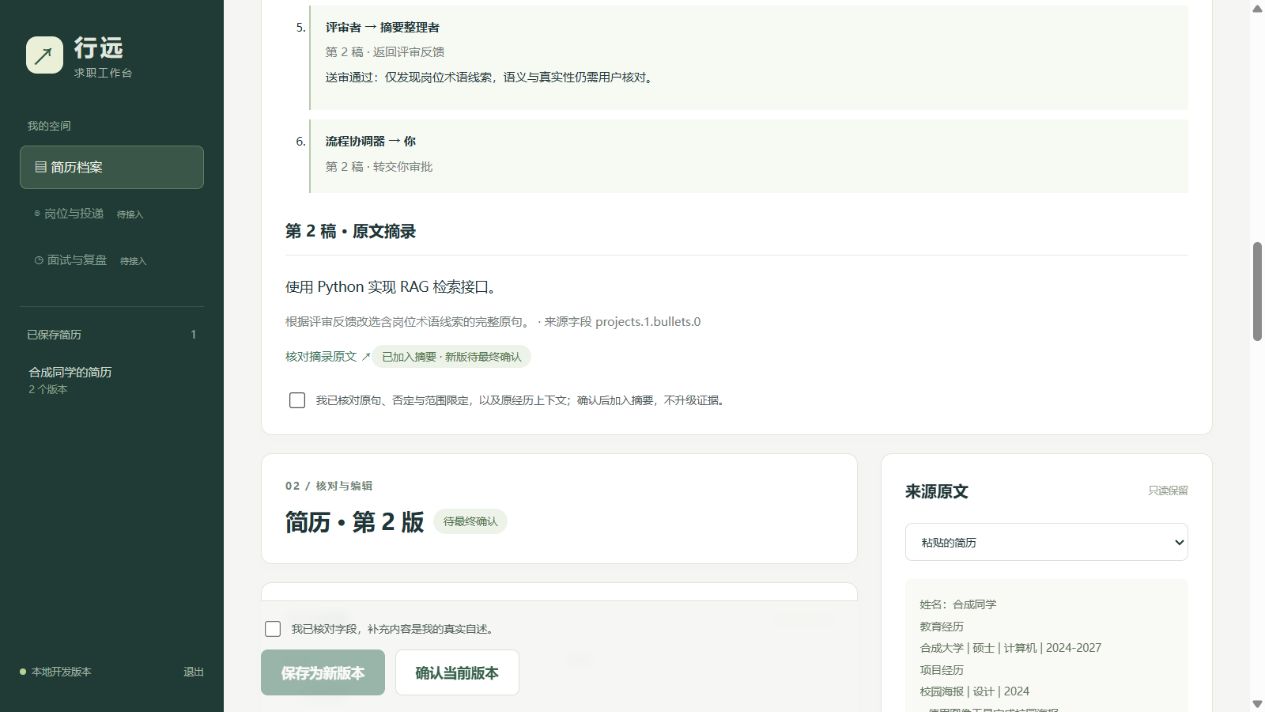 行远
求职工作台
我的空间
简历档案
岗位与投递 待接入
面试与复盘 待接入
已保存简历 1
合成同学的简历
2 个版本
本地开发版本 退出
5. 评审者 → 摘要整理者
第 2 稿 · 返回评审反馈
送审通过：仅发现岗位术语线索，语义与真实性仍需用户核对。
6. 流程协调器 → 你
第 2 稿 · 转交你审批
第 2 稿 · 原文摘录
使用 Python 实现 RAG 检索接口。
根据评审反馈改选含岗位术语线索的完整原句。 · 来源字段 projects.1.bullets.0
核对摘录原文 ↗ 已加入摘要 · 新版待最终确认
我已核对原句、否定与范围限定，以及原经历上下文；确认后加入摘要，不升级证据。
02 / 核对与编辑
简历 · 第 2 版 待最终确认
我已核对字段，补充内容是我的真实自述。
保存为新版本 确认当前版本
来源原文 只读保留
粘贴的简历
姓名：合成同学
教育经历
合成大学 | 硕士 | 计算机 | 2024-2027
项目经历
校园海报 | 设计 | 2024